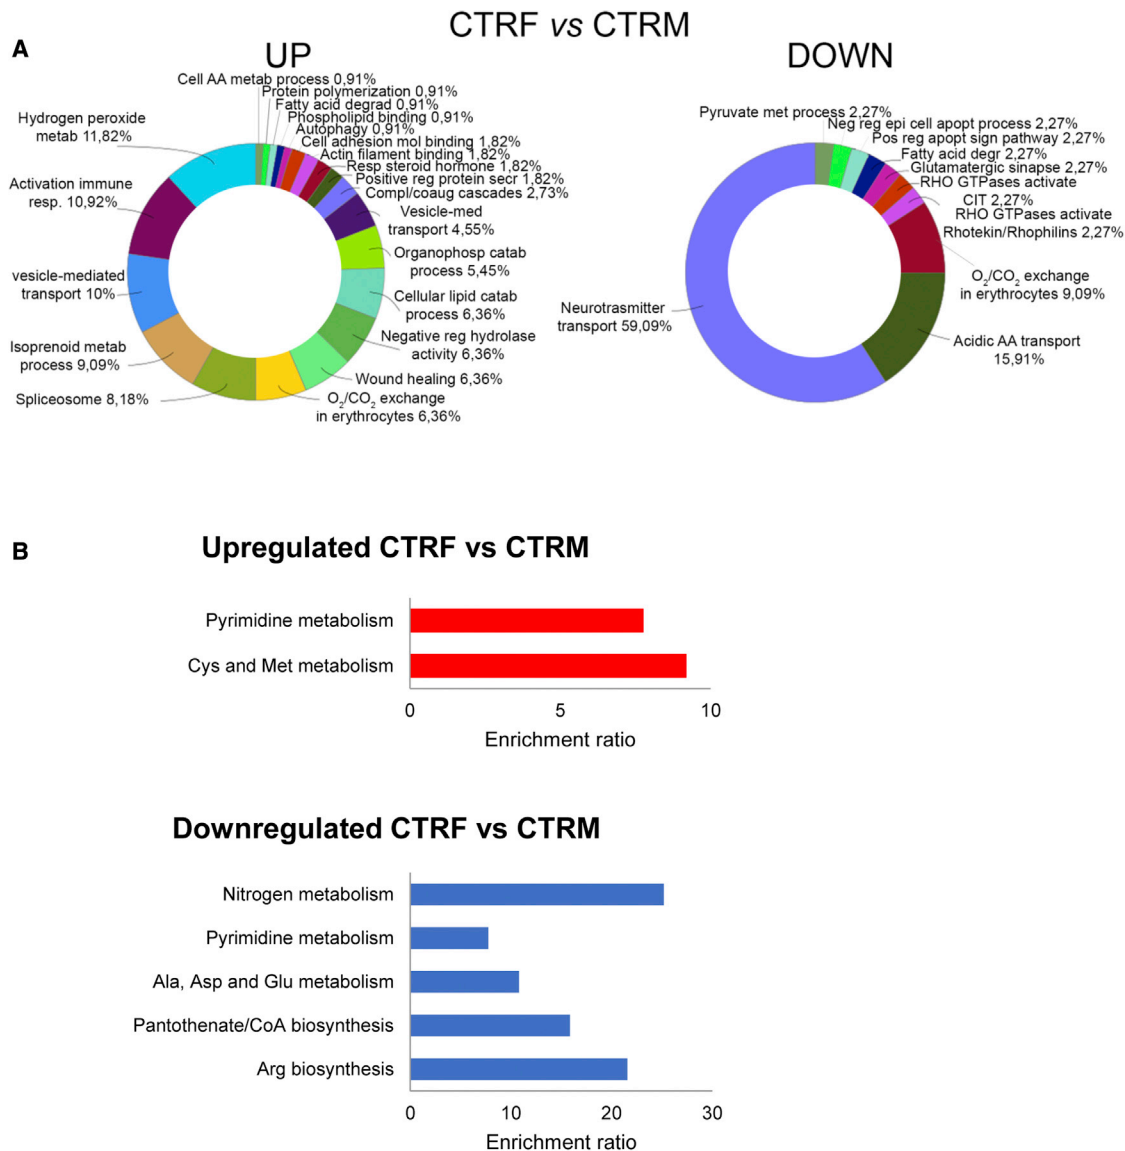 CTRF vs CTRM
A
UP
DOWN
Cell AA metab process 0,91%
Protein polymerization 0,91%
Fatty acid degrad 0,91%
Phospholipid binding 0,91%
Autophagy 0,91%
Cell adhesion mol binding 1,82%
Actin filament binding 1,82%
Resp steroid hormone 1,82%
Positive reg protein secr 1,82%
Compl/coaug cascades 2,73%
Vesicle-med
transport 4,55%
Organophosp catab
process 5,45%
Cellular lipid catab
process 6,36%
Negative reg hydrolase
activity 6,36%
Wound healing 6,36%
O2/CO2 exchange
in erythrocytes 6,36%
Spliceosome 8,18%
Isoprenoid metab
process 9,09%
vesicle-mediated
transport 10%
Activation immune
resp. 10,92%
Hydrogen peroxide
metab 11,82%
Pyruvate met process 2,27%
Neg reg epi cell apopt process 2,27%
Pos reg apopt sign pathway 2,27%
Fatty acid degr 2,27%
Glutamatergic sinapse 2,27%
RHO GTPases activate
CIT 2,27%
RHO GTPases activate
Rhotekin/Rhophilins 2,27%
O2/CO2 exchange
in erythrocytes 9,09%
Acidic AA transport
15,91%
Neurotrasmitter
transport 59,09%
B
Upregulated CTRF vs CTRM
Pyrimidine metabolism
Cys and Met metabolism
0 5 10
Enrichment ratio
Downregulated CTRF vs CTRM
Nitrogen metabolism
Pyrimidine metabolism
Ala, Asp and Glu metabolism
Pantothenate/CoA biosynthesis
Arg biosynthesis
0 10 20 30
Enrichment ratio